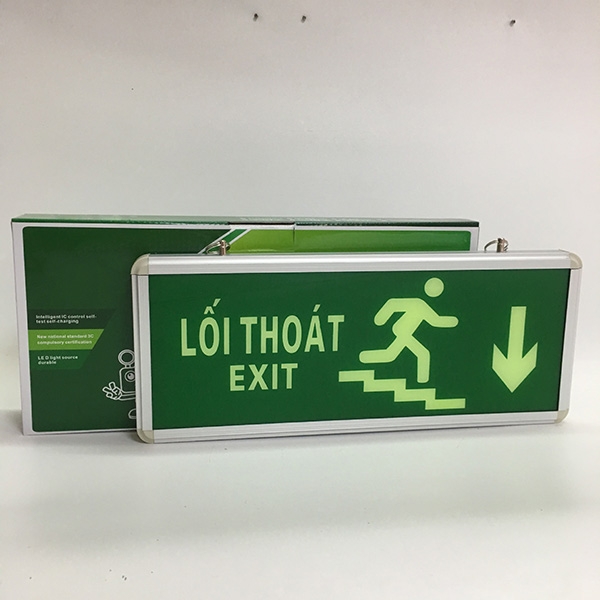 Intelligent IC control self-
test self-charging
New national standard 3C
compulsory certification
LED light source
durable
LỐI THOÁT
EXIT